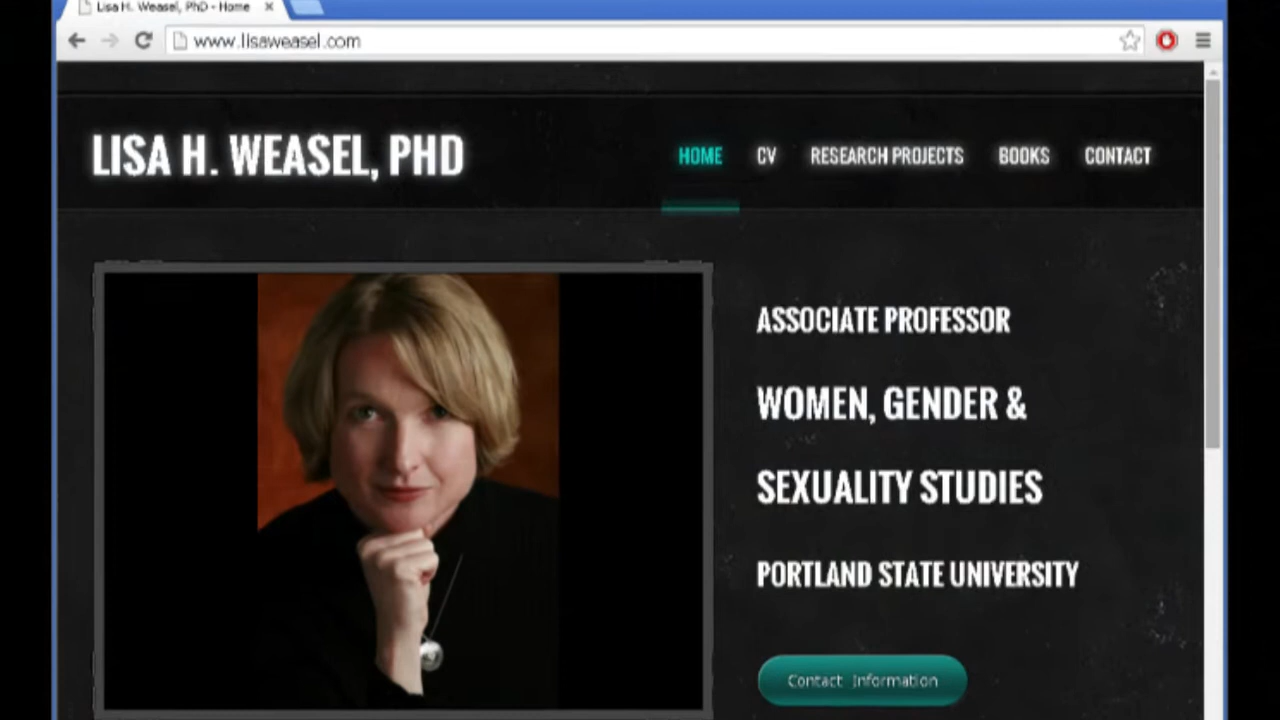 Lisa H. Weasel, PhD - Home
www.lisaweasel.com
LISA H. WEASEL, PHD
HOME CV RESEARCH PROJECTS BOOKS CONTACT
ASSOCIATE PROFESSOR
WOMEN, GENDER &
SEXUALITY STUDIES
PORTLAND STATE UNIVERSITY
Contact Information